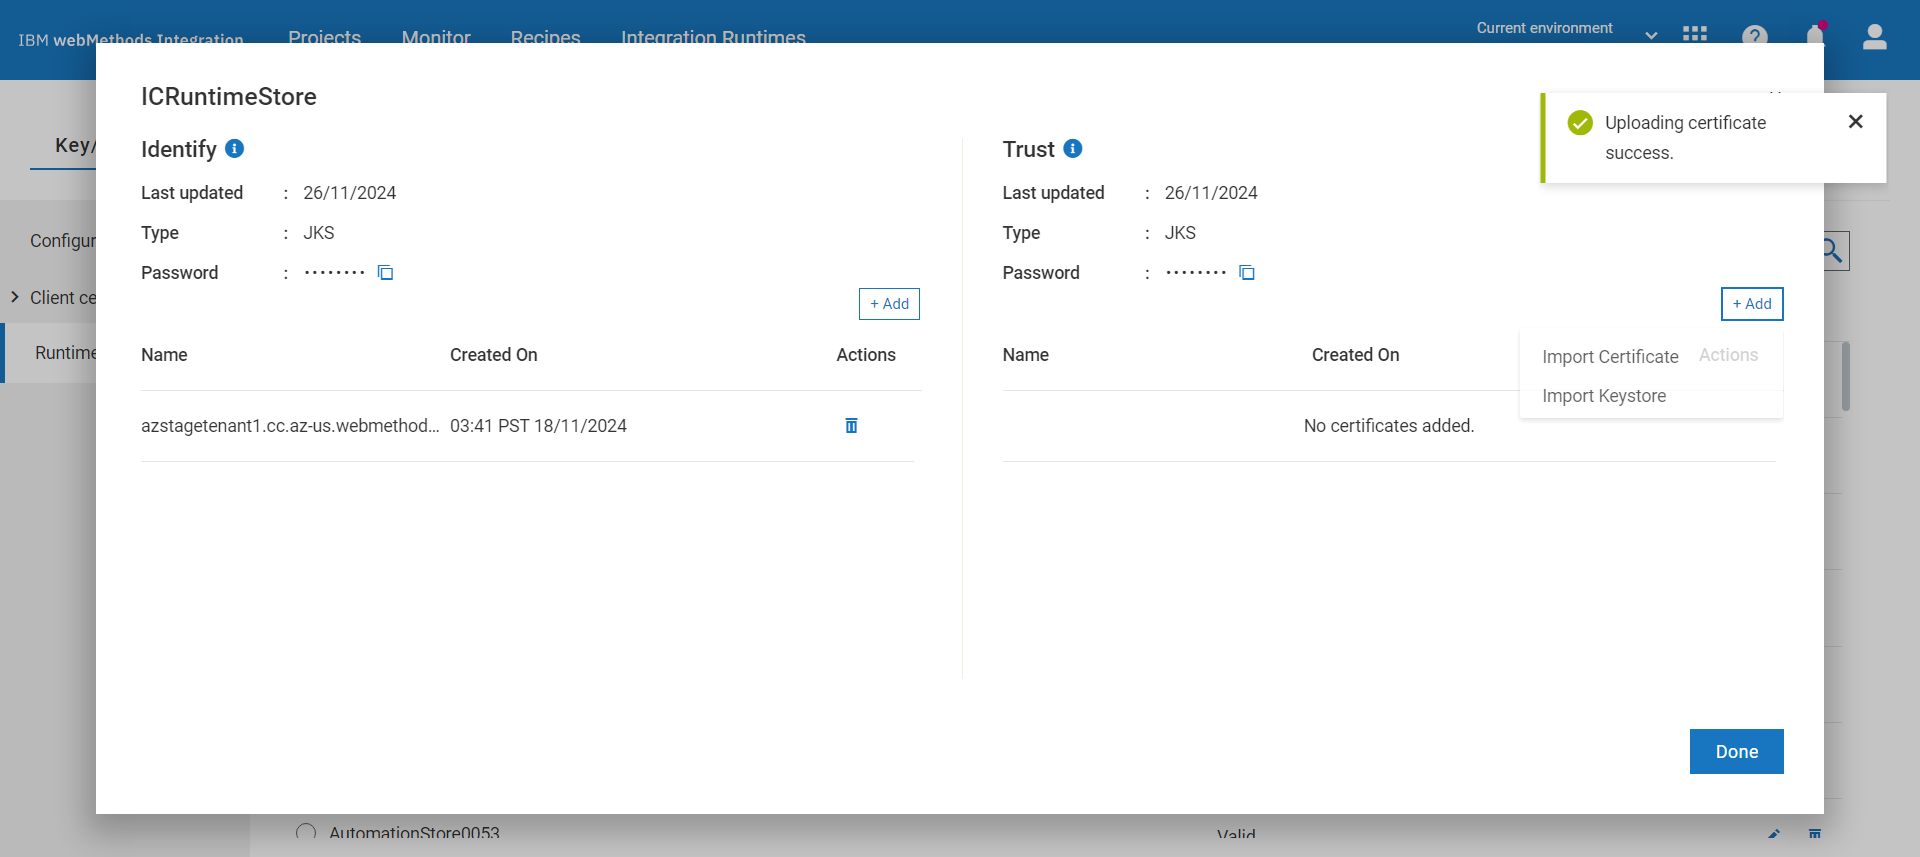 IBM webMethods Integration
Projects
Monitor
Recipes
Integration Runtimes
Current environment
ICRuntimeStore
Uploading certificate
success.
Key/
Configur
Client ce
Runtime
Identify
Last updated : 26/11/2024
Type : JKS
Password : ••••••••
+ Add
Name Created On Actions
azstagetenant1.cc.az-us.webmethod... 03:41 PST 18/11/2024
Trust
Last updated : 26/11/2024
Type : JKS
Password : ••••••••
+ Add
Name Created On Actions
Import Certificate
Import Keystore
No certificates added.
Done
AutomationStore0053 Valid